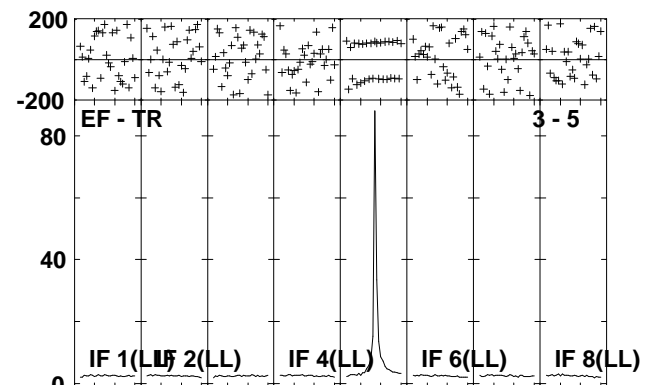 200
-200
EF - TR 3 - 5
80
40
0
IF 1(LL) IF 2(LL) IF 4(LL) IF 6(LL) IF 8(LL)